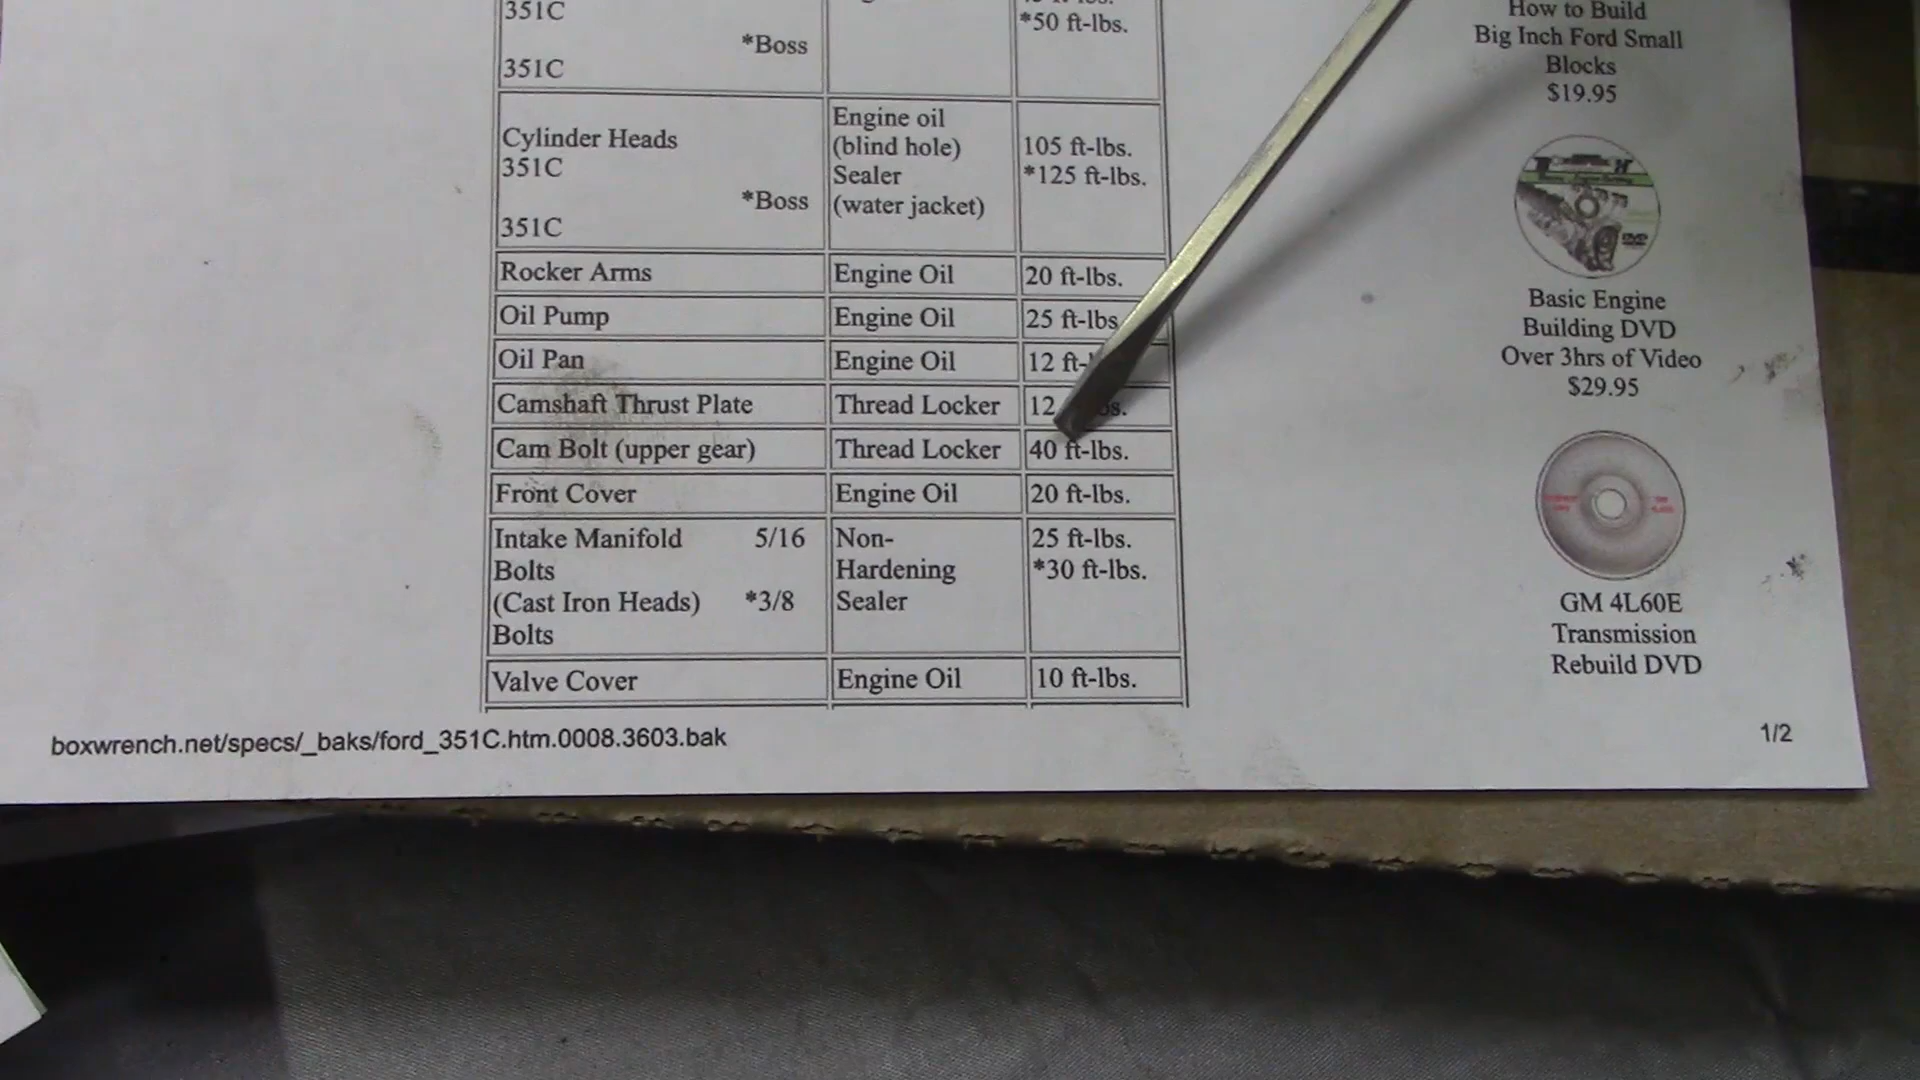 351C
*50 ft-lbs.
*Boss
351C
Cylinder Heads
351C
*Boss
351C
Engine oil
(blind hole)
Sealer
(water jacket)
105 ft-lbs.
*125 ft-lbs.
Rocker Arms Engine Oil 20 ft-lbs.
Oil Pump Engine Oil 25 ft-lbs
Oil Pan Engine Oil 12 ft-
Camshaft Thrust Plate Thread Locker 12
Cam Bolt (upper gear) Thread Locker 40 ft-lbs.
Front Cover Engine Oil 20 ft-lbs.
Intake Manifold 5/16
Bolts
(Cast Iron Heads) *3/8
Bolts
Non-
Hardening
Sealer
25 ft-lbs.
*30 ft-lbs.
Valve Cover Engine Oil 10 ft-lbs.
How to Build
Big Inch Ford Small
Blocks
$19.95
DVD
Basic Engine
Building DVD
Over 3hrs of Video
$29.95
GM 4L60E
Transmission
Rebuild DVD
boxwrench.net/specs/_baks/ford_351C.htm.0008.3603.bak
1/2